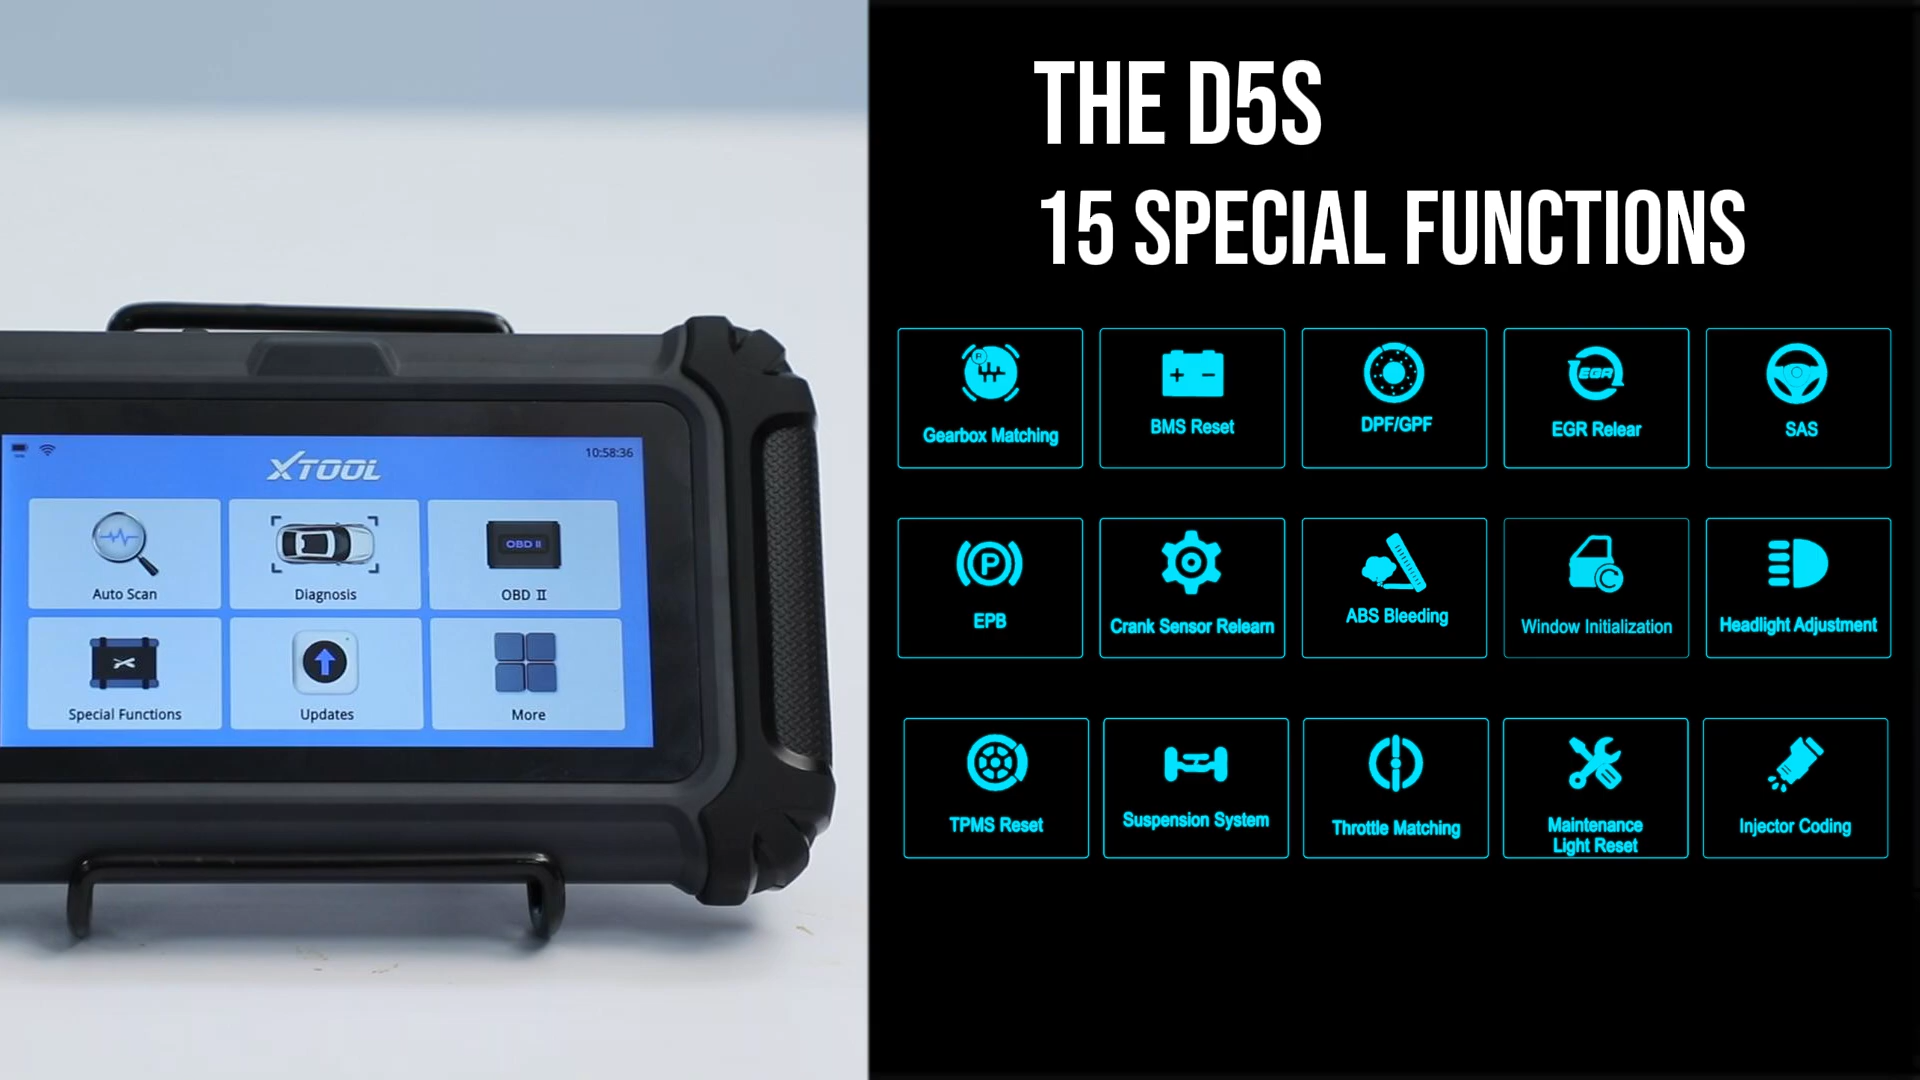 THE D5S
15 SPECIAL FUNCTIONS
10:58:36
XTOOL
Auto Scan
Diagnosis
OBD II
OBD II
Special Functions
Updates
More
P
Gearbox Matching
+ -
BMS Reset
DPF/GPF
EGR
EGR Relear
SAS
P
EPB
Crank Sensor Relearn
ABS Bleeding
C
Window Initialization
Headlight Adjustment
TPMS Reset
Suspension System
Throttle Matching
Maintenance
Light Reset
Injector Coding